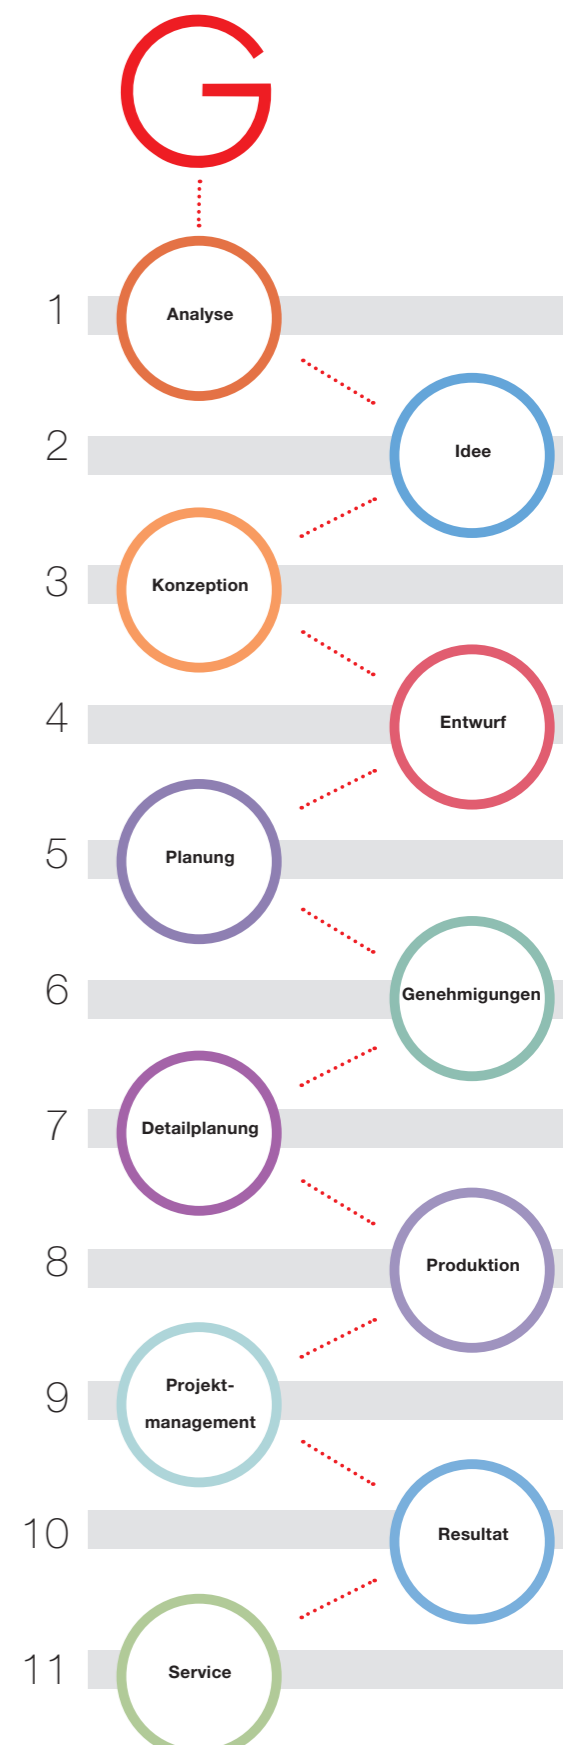 G
1
Analyse
2
Idee
3
Konzeption
4
Entwurf
5
Planung
6
Genehmigungen
7
Detailplanung
8
Produktion
9
Projekt-
management
10
Resultat
11
Service